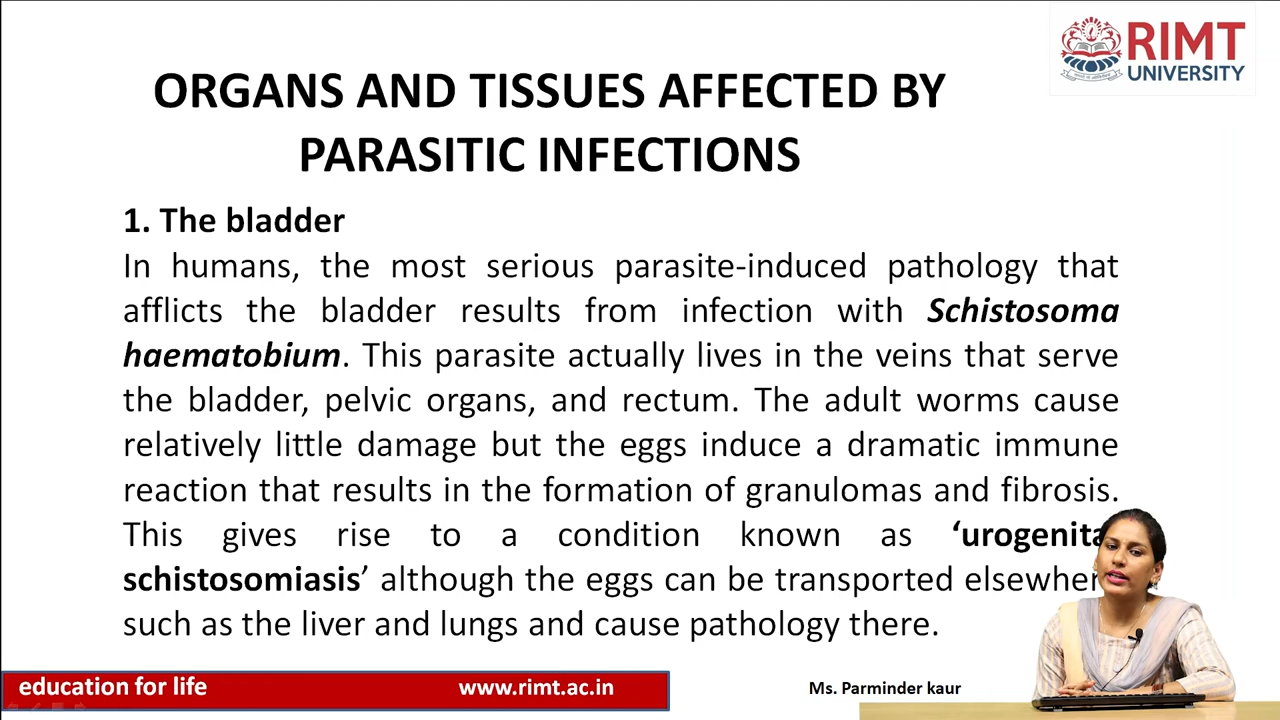 RIMT
UNIVERSITY
ORGANS AND TISSUES AFFECTED BY
PARASITIC INFECTIONS
1. The bladder
In humans, the most serious parasite-induced pathology that
afflicts the bladder results from infection with Schistosoma
haematobium. This parasite actually lives in the veins that serve
the bladder, pelvic organs, and rectum. The adult worms cause
relatively little damage but the eggs induce a dramatic immune
reaction that results in the formation of granulomas and fibrosis.
This gives rise to a condition known as ‘urogenita
schistosomiasis’ although the eggs can be transported elsewher
such as the liver and lungs and cause pathology there.
education for life
www.rimt.ac.in
Ms. Parminder kaur